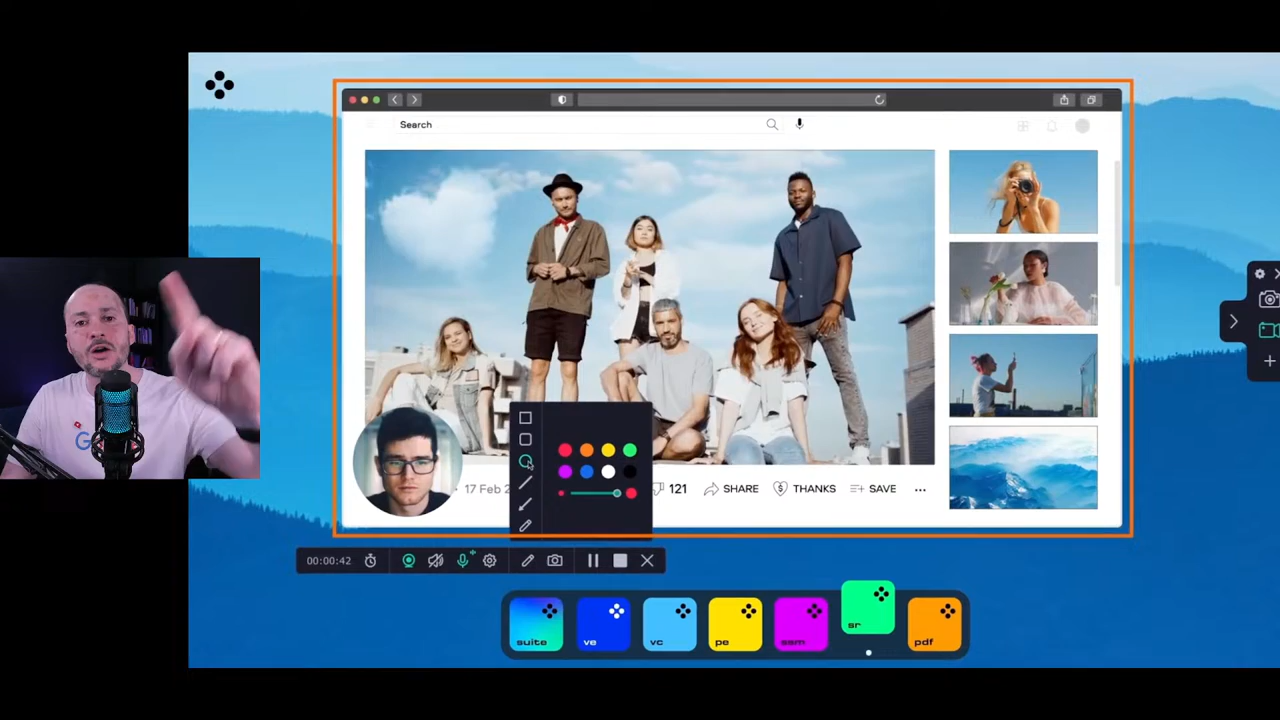 Search
G
17 Feb 2
121
SHARE
THANKS
SAVE
00:00:42
suite
ve
vc
pe
ssm
sr
pdf